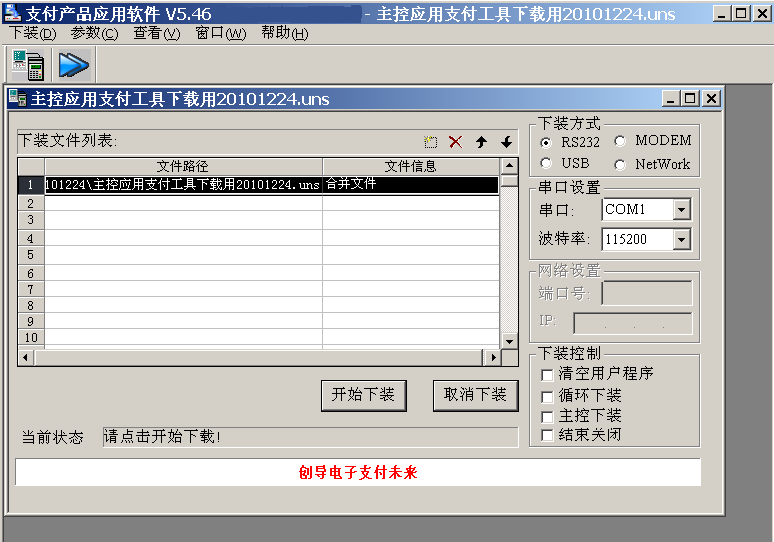 支付产品应用软件 V5.46 - 主控应用支付工具下载用20101224.uns
下装(D) 参数(C) 查看(V) 窗口(W) 帮助(H)
主控应用支付工具下载用20101224.uns
下装文件列表:
文件路径 文件信息
1 101224\主控应用支付工具下载用20101224.uns 合并文件
2
3
4
5
6
7
8
9
10
开始下装 取消下装
当前状态 请点击开始下载!
下装方式
RS232 MODEM
USB NetWork
串口设置
串口: COM1
波特率: 115200
网络设置
端口号:
IP: . . .
下装控制
清空用户程序
循环下装
主控下装
结束关闭
创导电子支付未来